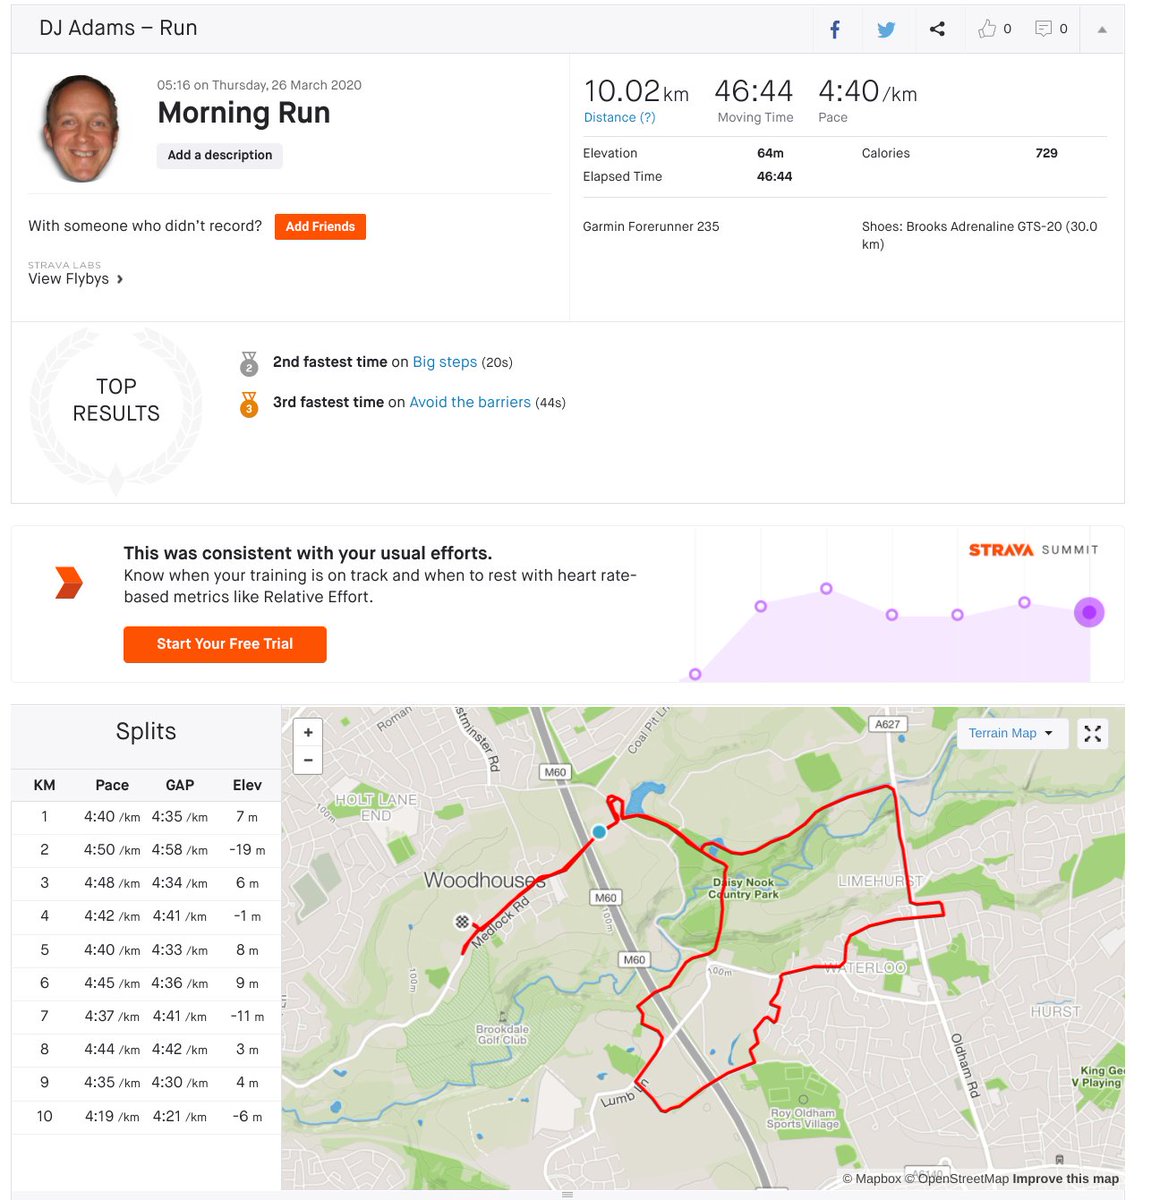 DJ Adams – Run
0
0
05:16 on Thursday, 26 March 2020
Morning Run
Add a description
With someone who didn't record?
Add Friends
STRAVA LABS
View Flybys
10.02 km 46:44 4:40/km
Distance (?) Moving Time Pace
Elevation 64m Calories 729
Elapsed Time 46:44
Garmin Forerunner 235
Shoes: Brooks Adrenaline GTS-20 (30.0
km)
TOP
RESULTS
2 2nd fastest time on Big steps (20s)
3 3rd fastest time on Avoid the barriers (44s)
This was consistent with your usual efforts.
Know when your training is on track and when to rest with heart rate-
based metrics like Relative Effort.
Start Your Free Trial
STRAVA SUMMIT
Splits
KM Pace GAP Elev
1 4:40 /km 4:35 /km 7 m
2 4:50 /km 4:58 /km -19 m
3 4:48 /km 4:34 /km 6 m
4 4:42 /km 4:41 /km -1 m
5 4:40 /km 4:33 /km 8 m
6 4:45 /km 4:36 /km 9 m
7 4:37 /km 4:41 /km -11 m
8 4:44 /km 4:42 /km 3 m
9 4:35 /km 4:30 /km 4 m
10 4:19 /km 4:21 /km -6 m
+
−
Roman
Coal Pit Ln
A627
Terrain Map
M60
HOLT LANE
END
100m
Woodhouses
Daisy Nook
Country Park
LIMEHURST
M60
100m
Medlock Rd
M60
100m
WATERLOO
100m
HURST
Brookdale
Golf Club
Oldham Rd
Lumb Ln
King Geo
V Playing
Roy Oldham
Sports Village
A6140
© Mapbox © OpenStreetMap Improve this map